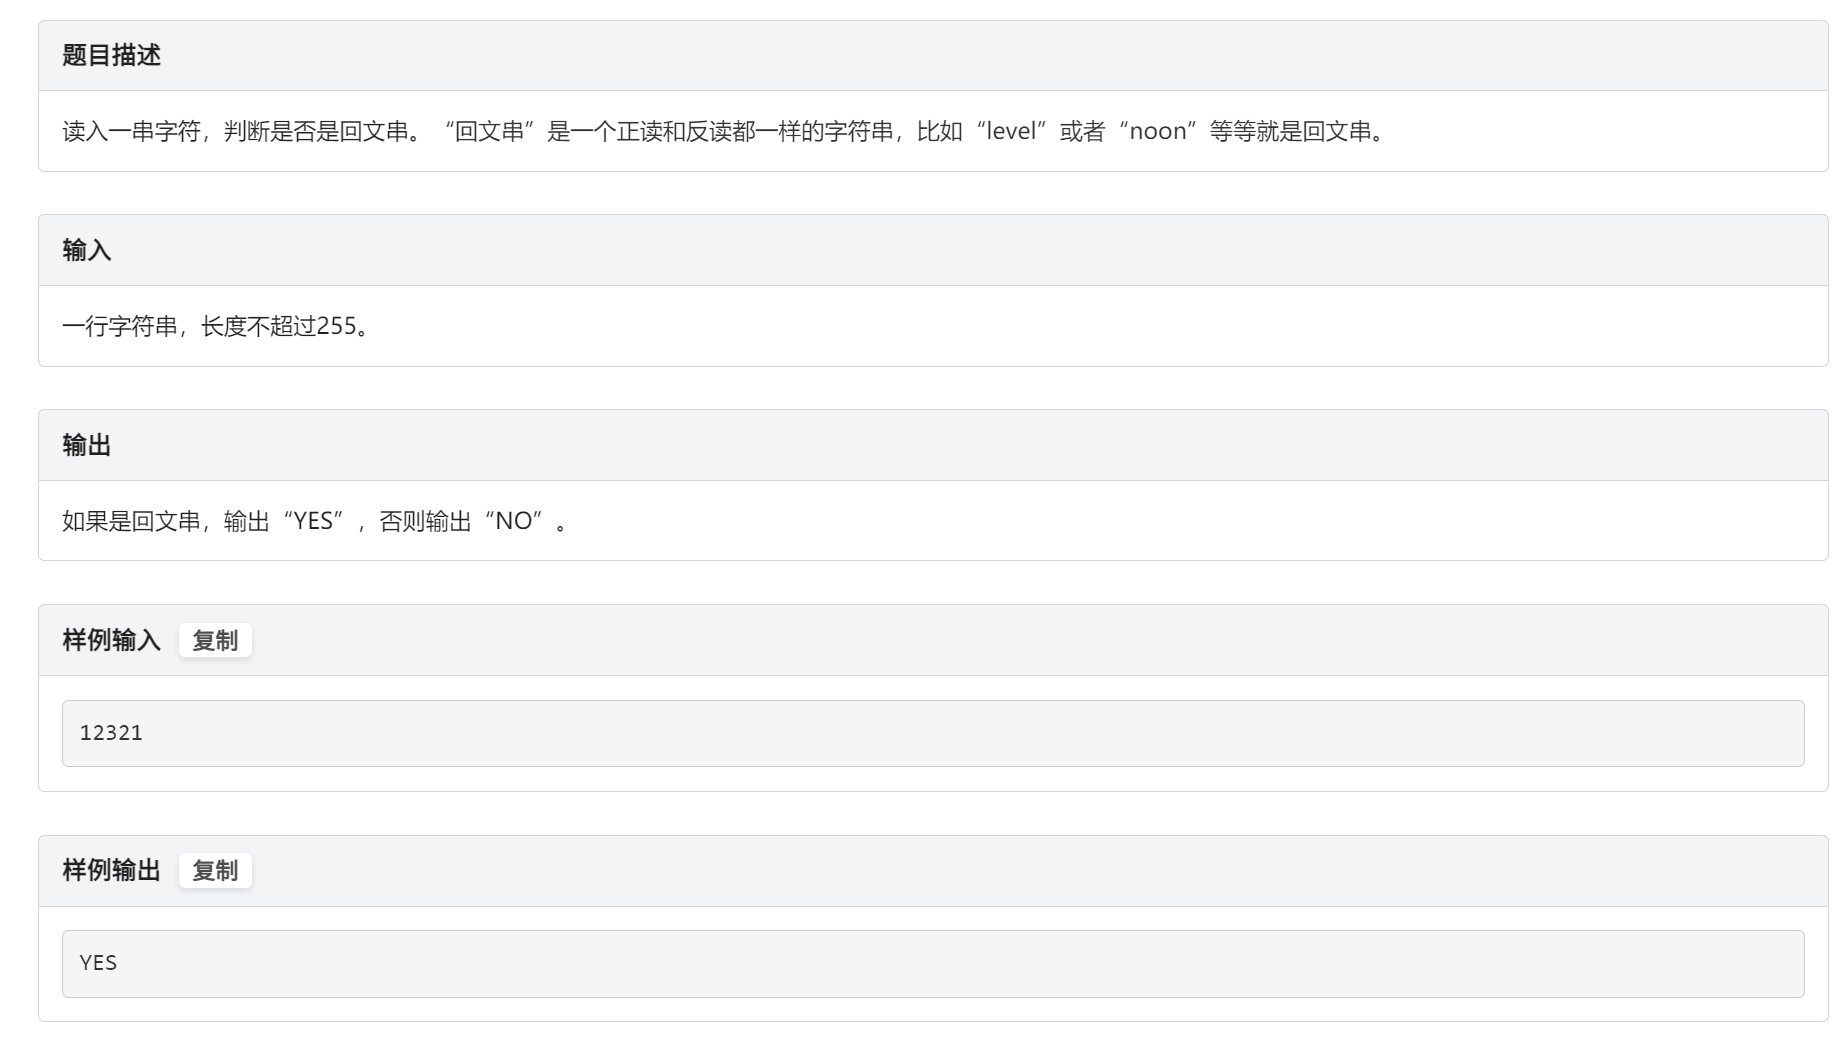 题目描述
读入一串字符，判断是否是回文串。“回文串”是一个正读和反读都一样的字符串，比如“level”或者“noon”等等就是回文串。
输入
一行字符串，长度不超过255。
输出
如果是回文串，输出“YES”，否则输出“NO”。
样例输入 复制
12321
样例输出 复制
YES